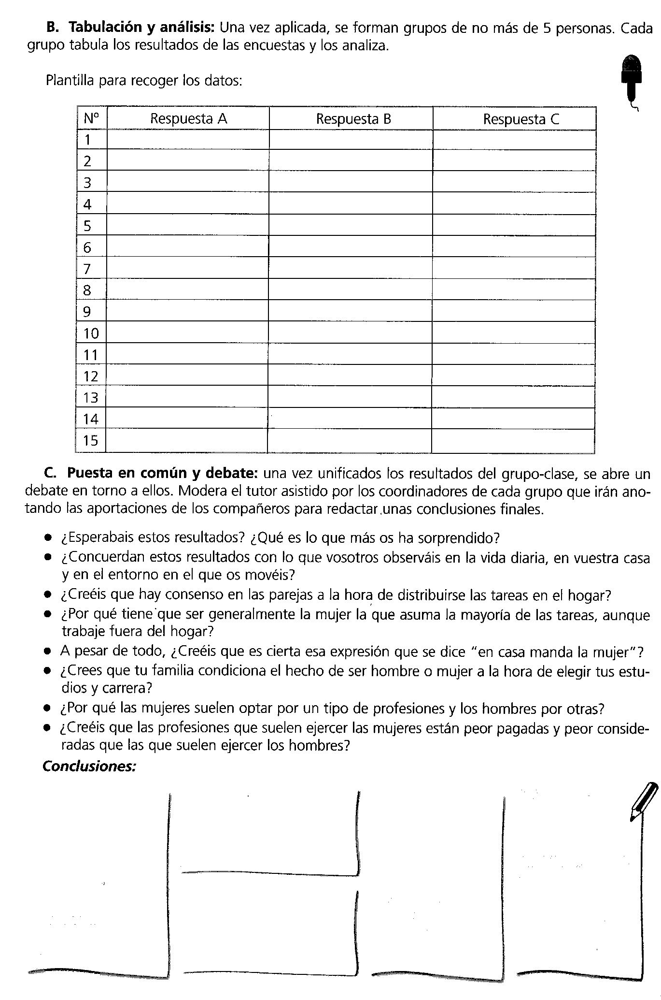 B. Tabulación y análisis: Una vez aplicada, se forman grupos de no más de 5 personas. Cada
grupo tabula los resultados de las encuestas y los analiza.
Plantilla para recoger los datos:
Nº Respuesta A Respuesta B Respuesta C
1
2
3
4
5
6
7
8
9
10
11
12
13
14
15
C. Puesta en común y debate: una vez unificados los resultados del grupo-clase, se abre un
debate en torno a ellos. Modera el tutor asistido por los coordinadores de cada grupo que irán ano-
tando las aportaciones de los compañeros para redactar unas conclusiones finales.
● ¿Esperabais estos resultados? ¿Qué es lo que más os ha sorprendido?
● ¿Concuerdan estos resultados con lo que vosotros observáis en la vida diaria, en vuestra casa
y en el entorno en el que os movéis?
● ¿Creéis que hay consenso en las parejas a la hora de distribuirse las tareas en el hogar?
● ¿Por qué tiene que ser generalmente la mujer la que asuma la mayoría de las tareas, aunque
trabaje fuera del hogar?
● A pesar de todo, ¿Creéis que es cierta esa expresión que se dice "en casa manda la mujer"?
● ¿Crees que tu familia condiciona el hecho de ser hombre o mujer a la hora de elegir tus estu-
dios y carrera?
● ¿Por qué las mujeres suelen optar por un tipo de profesiones y los hombres por otras?
● ¿Creéis que las profesiones que suelen ejercer las mujeres están peor pagadas y peor conside-
radas que las que suelen ejercer los hombres?
Conclusiones: